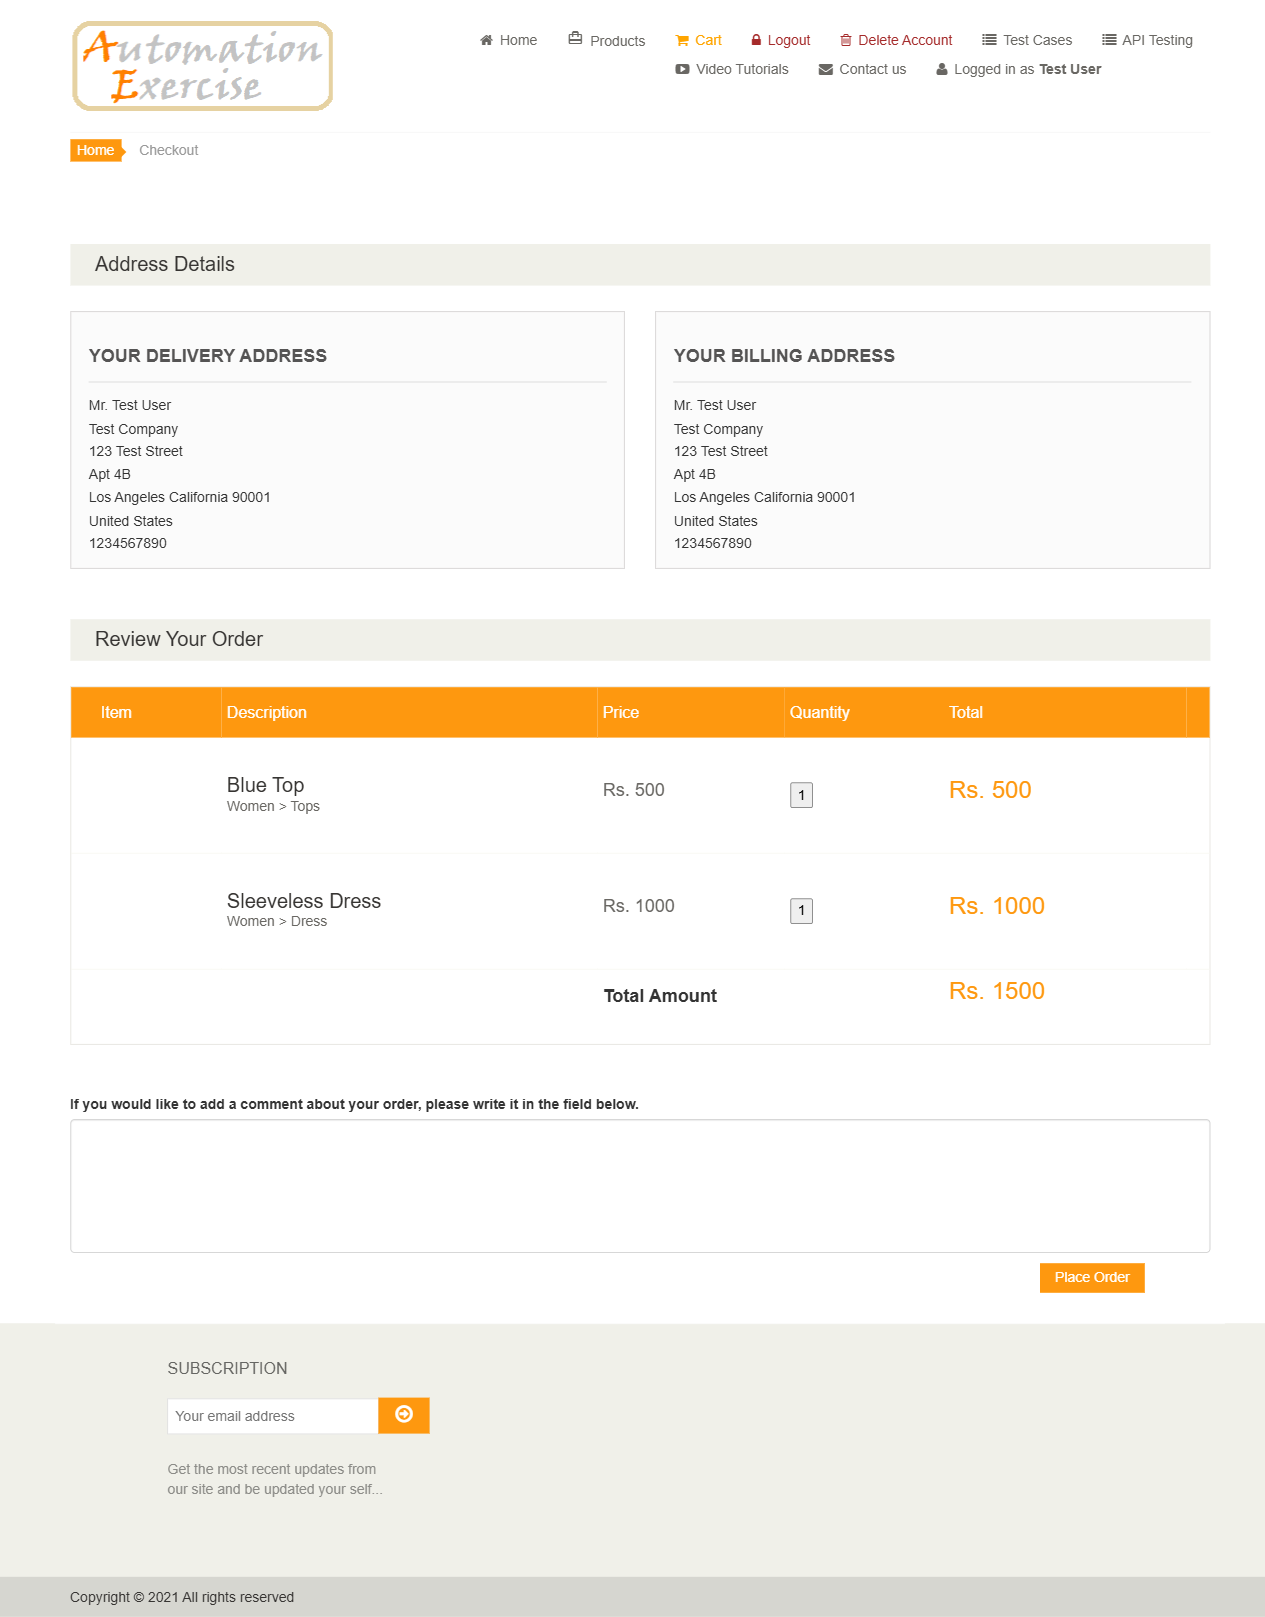 Automation
Exercise
Home Products Cart Logout Delete Account Test Cases API Testing
Video Tutorials Contact us Logged in as Test User
Home Checkout
Address Details
YOUR DELIVERY ADDRESS
Mr. Test User
Test Company
123 Test Street
Apt 4B
Los Angeles California 90001
United States
1234567890
YOUR BILLING ADDRESS
Mr. Test User
Test Company
123 Test Street
Apt 4B
Los Angeles California 90001
United States
1234567890
Review Your Order
Item Description Price Quantity Total
Blue Top Rs. 500 1 Rs. 500
Women > Tops
Sleeveless Dress Rs. 1000 1 Rs. 1000
Women > Dress
Total Amount Rs. 1500
If you would like to add a comment about your order, please write it in the field below.
Place Order
SUBSCRIPTION
Your email address
Get the most recent updates from
our site and be updated your self...
Copyright © 2021 All rights reserved